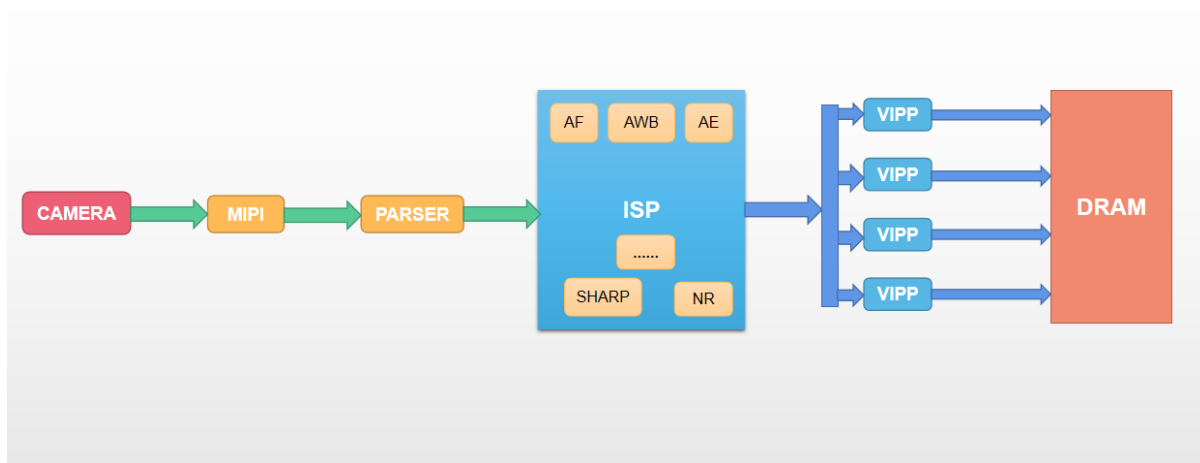 CAMERA
MIPI
PARSER
AF
AWB
AE
ISP
......
SHARP
NR
VIPP
VIPP
VIPP
VIPP
DRAM